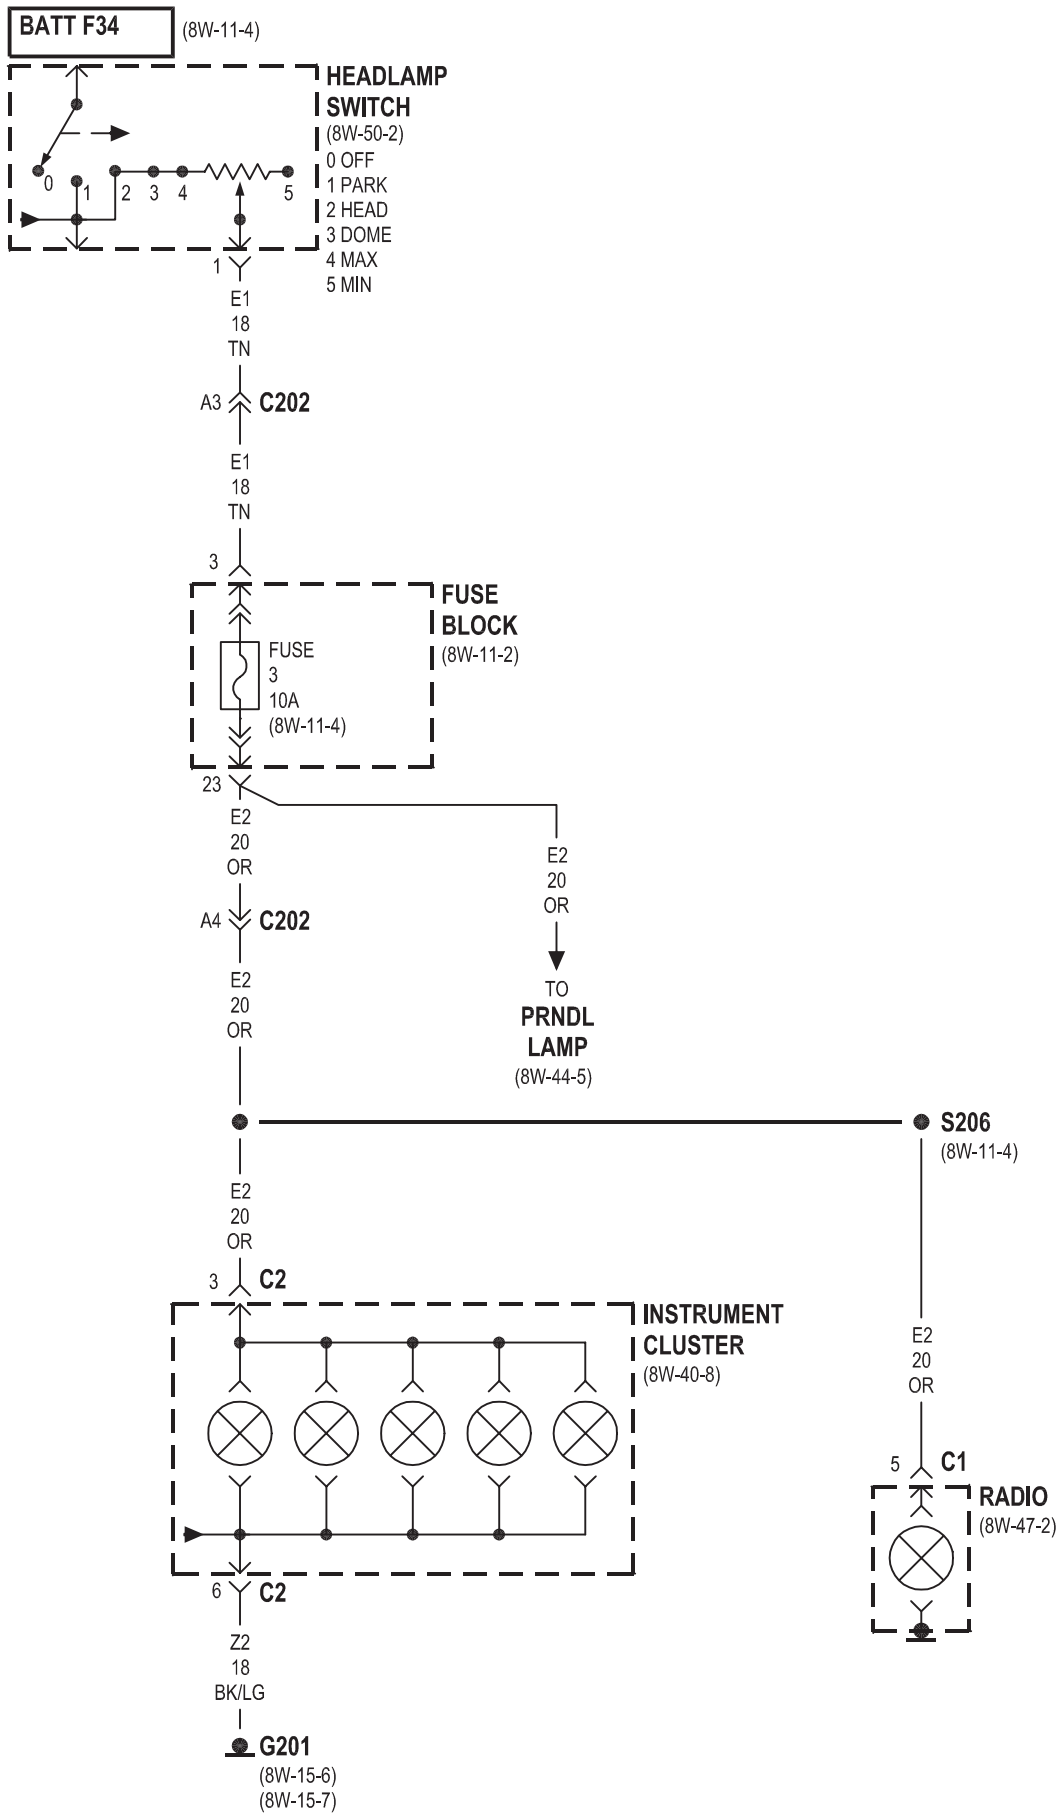 BATT F34
(8W-11-4)
HEADLAMP
SWITCH
(8W-50-2)
0 OFF
1 PARK
2 HEAD
3 DOME
4 MAX
5 MIN
0
1
2
3
4
5
1
E1
18
TN
A3
C202
E1
18
TN
3
FUSE
BLOCK
(8W-11-2)
FUSE
3
10A
(8W-11-4)
23
E2
20
OR
E2
20
OR
A4
C202
TO
PRNDL
LAMP
(8W-44-5)
E2
20
OR
S206
(8W-11-4)
E2
20
OR
3
C2
INSTRUMENT
CLUSTER
(8W-40-8)
E2
20
OR
5
C1
RADIO
(8W-47-2)
6
C2
Z2
18
BK/LG
G201
(8W-15-6)
(8W-15-7)